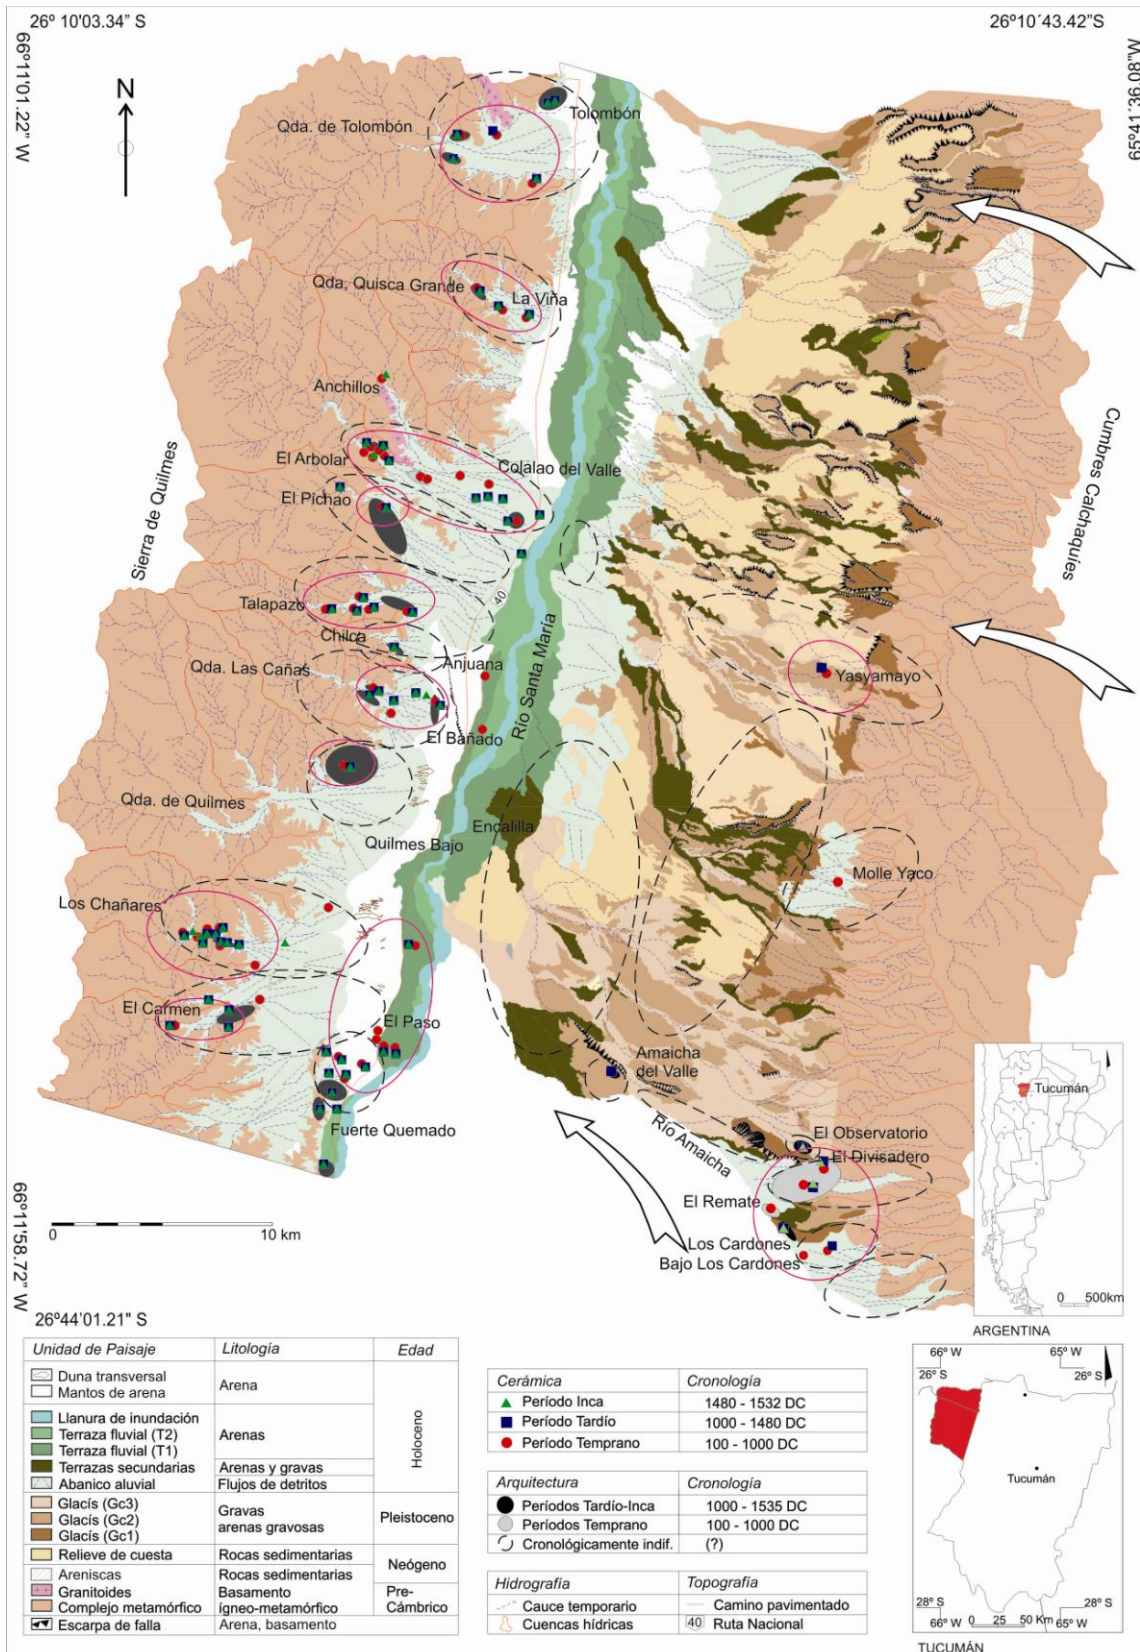 26º 10'03.34" S
26º10'43.42"S
66º11'01.22" W
65º41'36.08"W
N
Tolombón
Qda. de Tolombón
Qda, Quisca Grande
La Viña
Anchillos
El Arbolar
Colalao del Valle
El Pichao
Sierra de Quilmes
Cumbres Calchaquíes
Talapazo
40
Chilca
Río Santa María
Qda. Las Cañas
Anjuana
Yasyamayo
El Bañado
Qda. de Quilmes
Encalilla
Quilmes Bajo
Molle Yaco
Los Chañares
El Carmen
El Paso
Amaicha
del Valle
Fuerte Quemado
Río Amaicha
El Observatorio
El Divisadero
El Remate
Los Cardones
Bajo Los Cardones
66º11'58.72" W
0 10 km
26º44'01.21" S
Tucumán
0 500km
ARGENTINA
Unidad de Paisaje Litología Edad
Duna transversal
Mantos de arena
Arena
Llanura de inundación
Terraza fluvial (T2)
Terraza fluvial (T1)
Arenas
Terrazas secundarias Arenas y gravas
Abanico aluvial Flujos de detritos
Holoceno
Glacís (Gc3)
Glacís (Gc2)
Glacís (Gc1)
Gravas
arenas gravosas
Pleistoceno
Relieve de cuesta Rocas sedimentarias
Areniscas Rocas sedimentarias
Neógeno
Granitoides Basamento
Complejo metamórfico ígneo-metamórfico
Pre-
Cámbrico
Escarpa de falla Arena, basamento
Cerámica Cronología
Período Inca 1480 - 1532 DC
Período Tardío 1000 - 1480 DC
Período Temprano 100 - 1000 DC
Arquitectura Cronología
Períodos Tardío-Inca 1000 - 1535 DC
Períodos Temprano 100 - 1000 DC
Cronológicamente indif. (?)
Hidrografía Topografía
Cauce temporario Camino pavimentado
Cuencas hídricas 40 Ruta Nacional
66º W 65º W
26º S 26º S
Tucumán
28º S 28º S
66º W 0 25 50 Km 65º W
TUCUMÁN